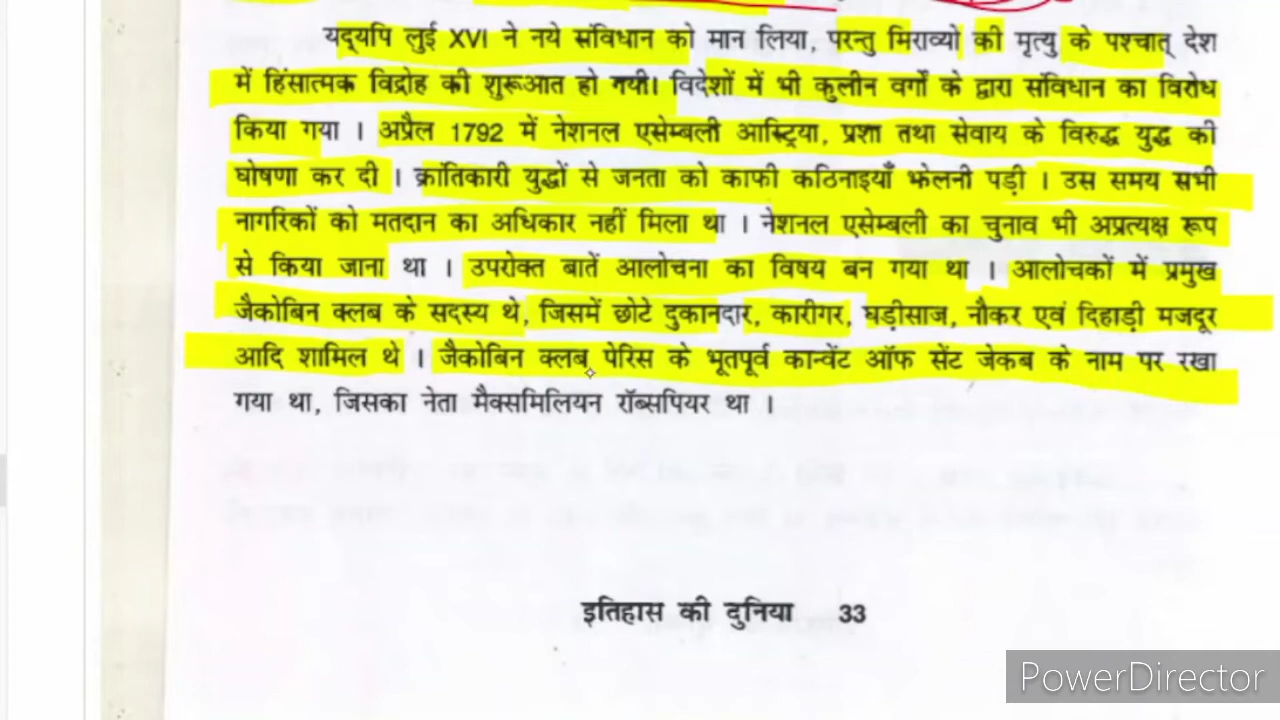 यद्यपि लुई XVI ने नये संविधान को मान लिया, परन्तु मिराव्यो की मृत्यु के पश्चात् देश
में हिंसात्मक विद्रोह की शुरूआत हो गयी। विदेशों में भी कुलीन वर्गों के द्वारा संविधान का विरोध
किया गया । अप्रैल 1792 में नेशनल एसेम्बली आस्ट्रिया, प्रशा तथा सेवाय के विरुद्ध युद्ध की
घोषणा कर दी । क्रांतिकारी युद्धों से जनता को काफी कठिनाइयाँ झेलनी पड़ी । उस समय सभी
नागरिकों को मतदान का अधिकार नहीं मिला था । नेशनल एसेम्बली का चुनाव भी अप्रत्यक्ष रूप
से किया जाना था । उपरोक्त बातें आलोचना का विषय बन गया था । आलोचकों में प्रमुख
जैकोबिन क्लब के सदस्य थे, जिसमें छोटे दुकानदार, कारीगर, घड़ीसाज, नौकर एवं दिहाड़ी मजदूर
आदि शामिल थे । जैकोबिन क्लब पेरिस के भूतपूर्व कान्वेंट ऑफ सेंट जेकब के नाम पर रखा
गया था, जिसका नेता मैक्समिलियन रॉब्सपियर था ।
इतिहास की दुनिया 33
PowerDirector